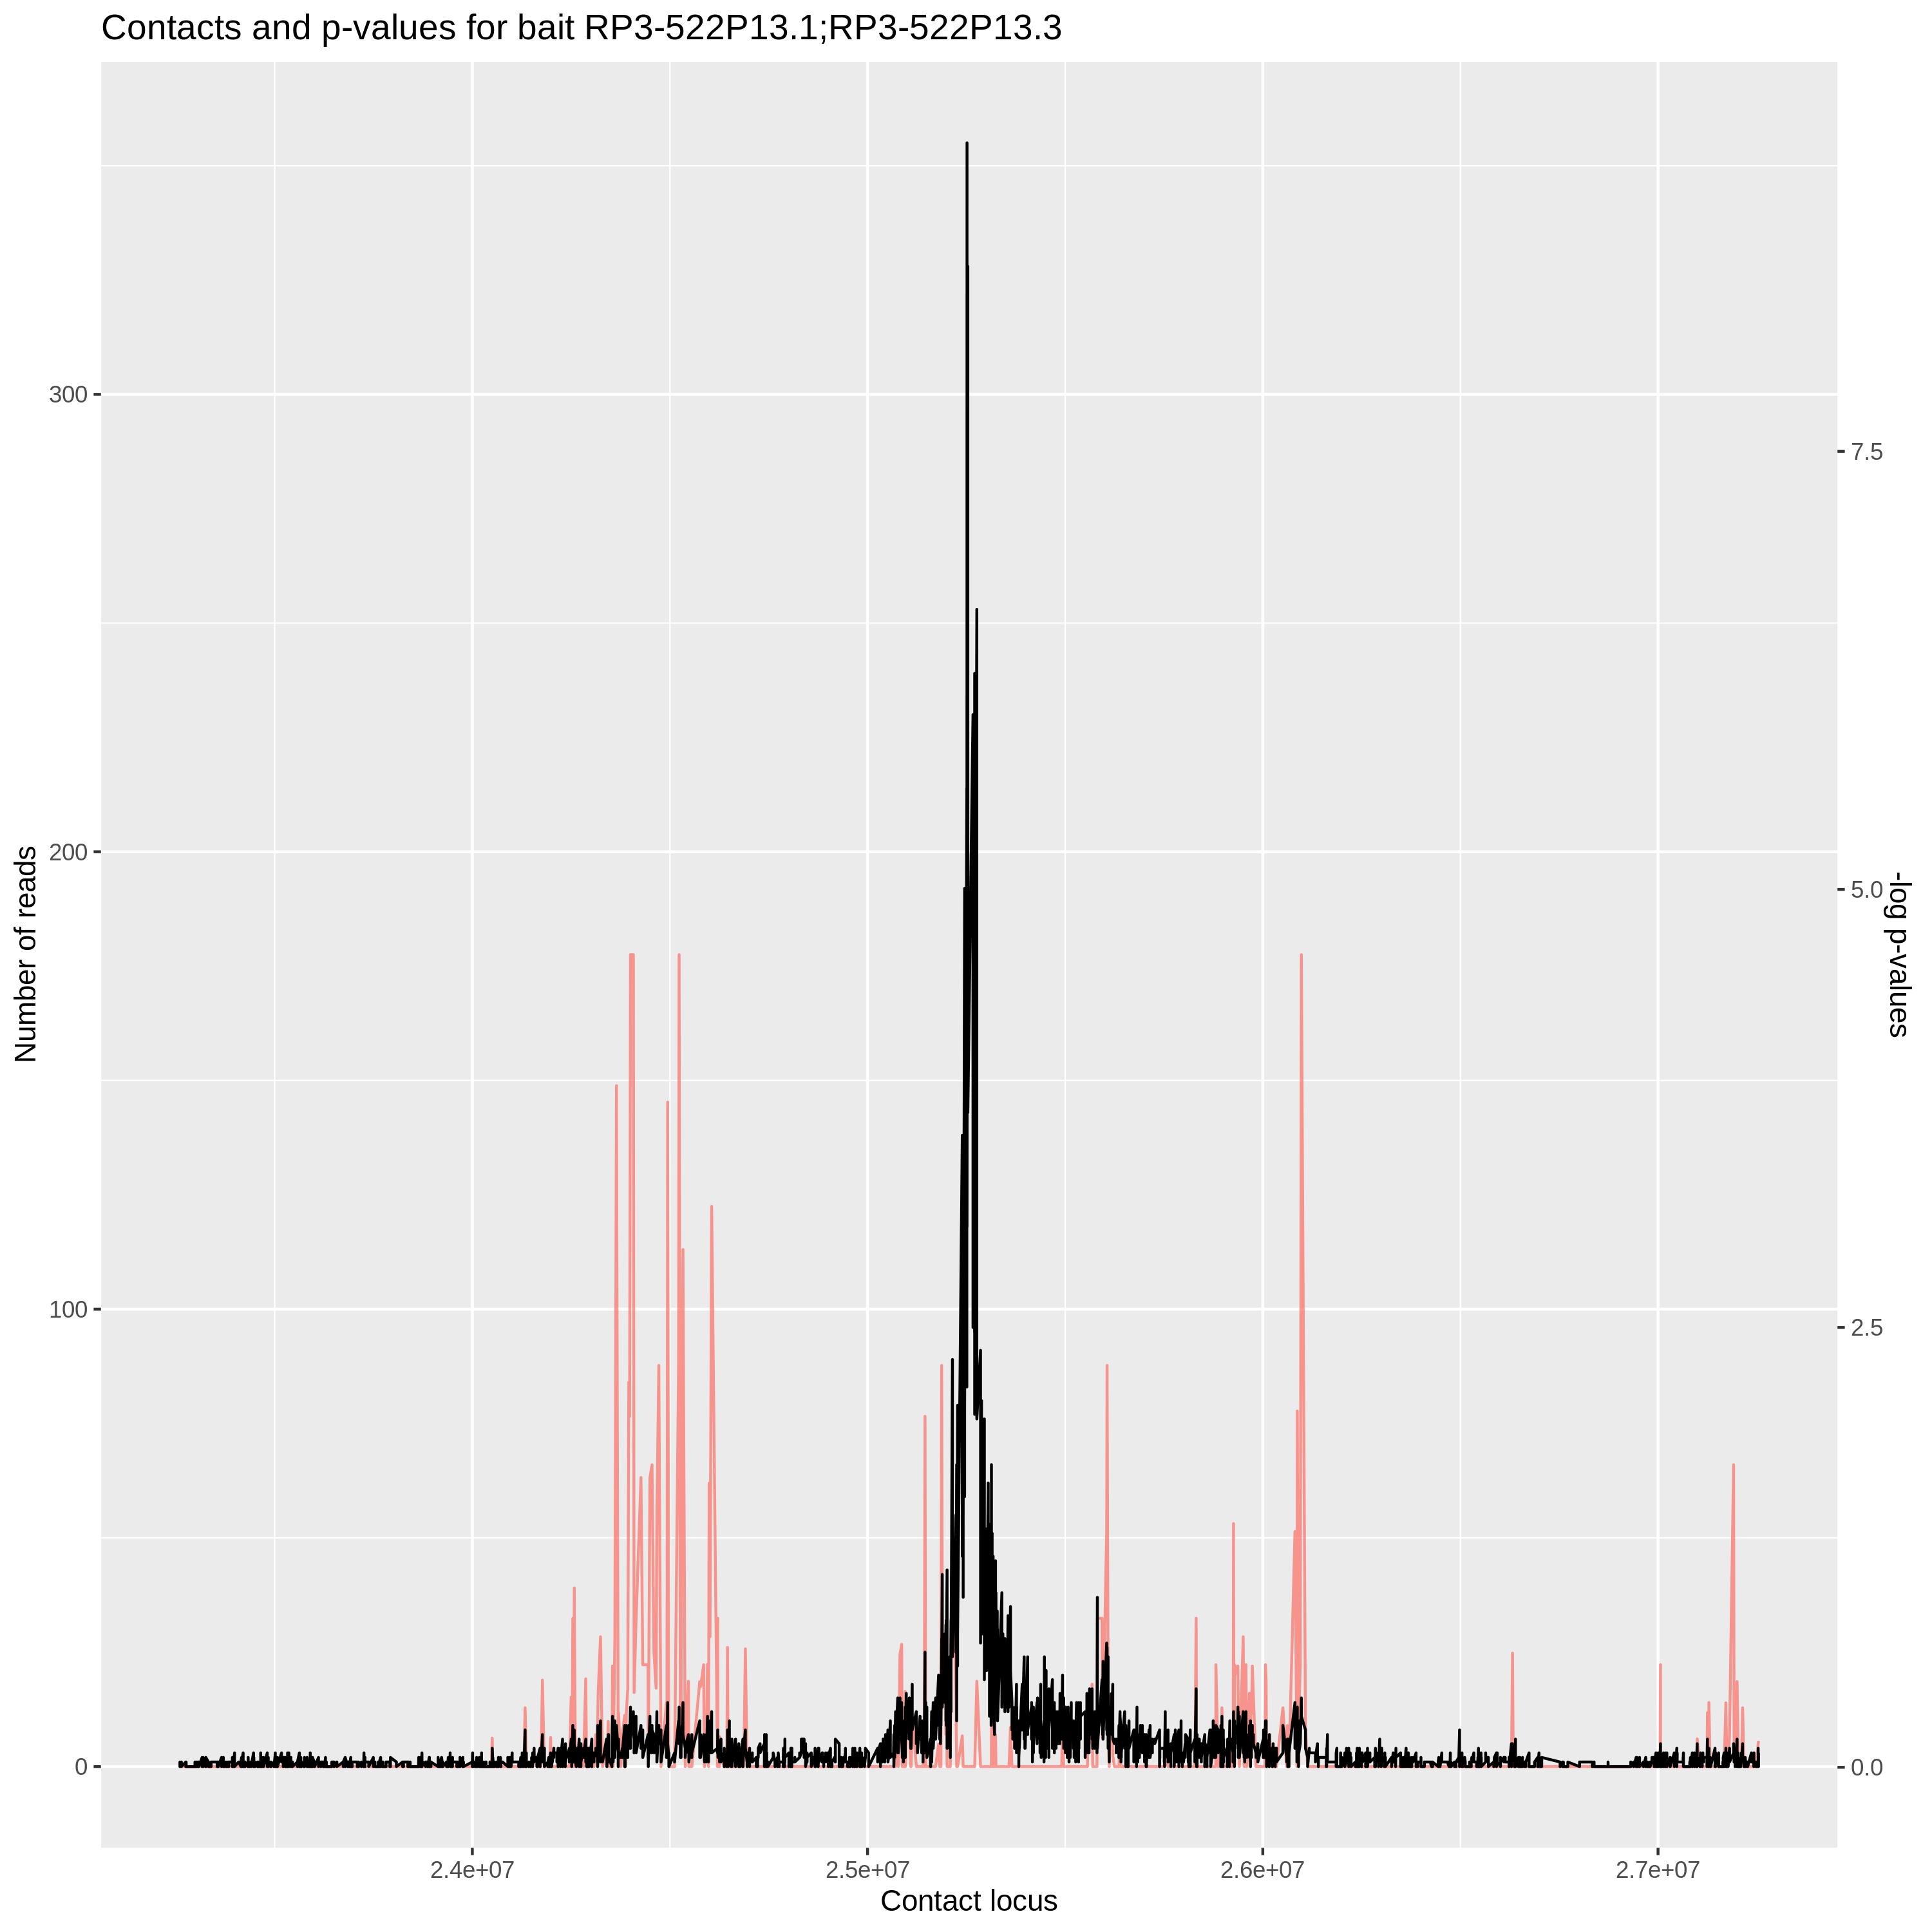 Contacts and p-values for bait RP3-522P13.1;RP3-522P13.3
300
200
100
0
Number of reads
7.5
5.0
2.5
0.0
-log p-values
2.4e+07 2.5e+07 2.6e+07 2.7e+07
Contact locus